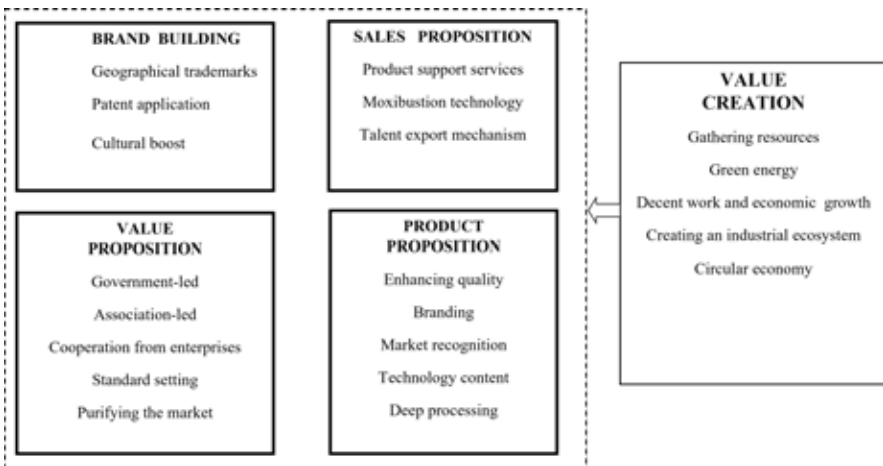 BRAND BUILDING
Geographical trademarks
Patent application
Cultural boost
SALES PROPOSITION
Product support services
Moxibustion technology
Talent export mechanism
VALUE
PROPOSITION
Government-led
Association-led
Cooperation from enterprises
Standard setting
Purifying the market
PRODUCT
PROPOSITION
Enhancing quality
Branding
Market recognition
Technology content
Deep processing
VALUE
CREATION
Gathering resources
Green energy
Decent work and economic growth
Creating an industrial ecosystem
Circular economy